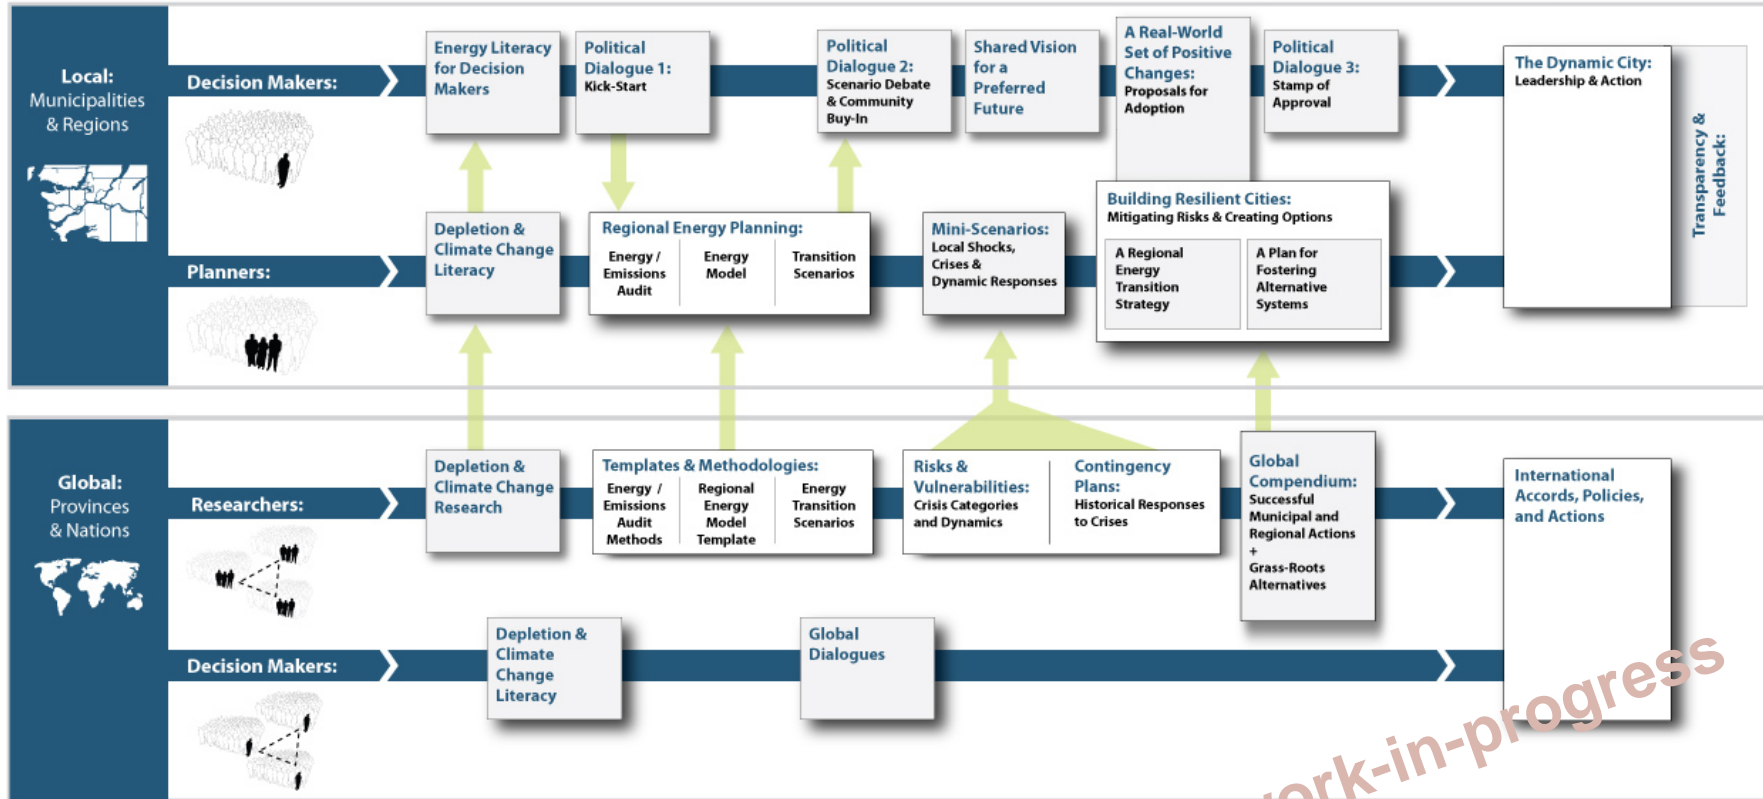 Local:
Municipalities
& Regions
Decision Makers:
Energy Literacy
for Decision
Makers
Political
Dialogue 1:
Kick-Start
Political
Dialogue 2:
Scenario Debate
& Community
Buy-In
Shared Vision
for a
Preferred
Future
A Real-World
Set of Positive
Changes:
Proposals for
Adoption
Political
Dialogue 3:
Stamp of
Approval
The Dynamic City:
Leadership & Action
Transparency &
Feedback:
Planners:
Depletion &
Climate Change
Literacy
Regional Energy Planning:
Energy /
Emissions
Audit
Energy
Model
Transition
Scenarios
Mini-Scenarios:
Local Shocks,
Crises &
Dynamic Responses
Building Resilient Cities:
Mitigating Risks & Creating Options
A Regional
Energy
Transition
Strategy
A Plan for
Fostering
Alternative
Systems
Global:
Provinces
& Nations
Researchers:
Depletion &
Climate Change
Research
Templates & Methodologies:
Energy /
Emissions
Audit
Methods
Regional
Energy
Model
Template
Energy
Transition
Scenarios
Risks &
Vulnerabilities:
Crisis Categories
and Dynamics
Contingency
Plans:
Historical Responses
to Crises
Global
Compendium:
Successful
Municipal and
Regional Actions
+
Grass-Roots
Alternatives
International
Accords, Policies,
and Actions
Decision Makers:
Depletion &
Climate
Change
Literacy
Global
Dialogues
ork-in-progress